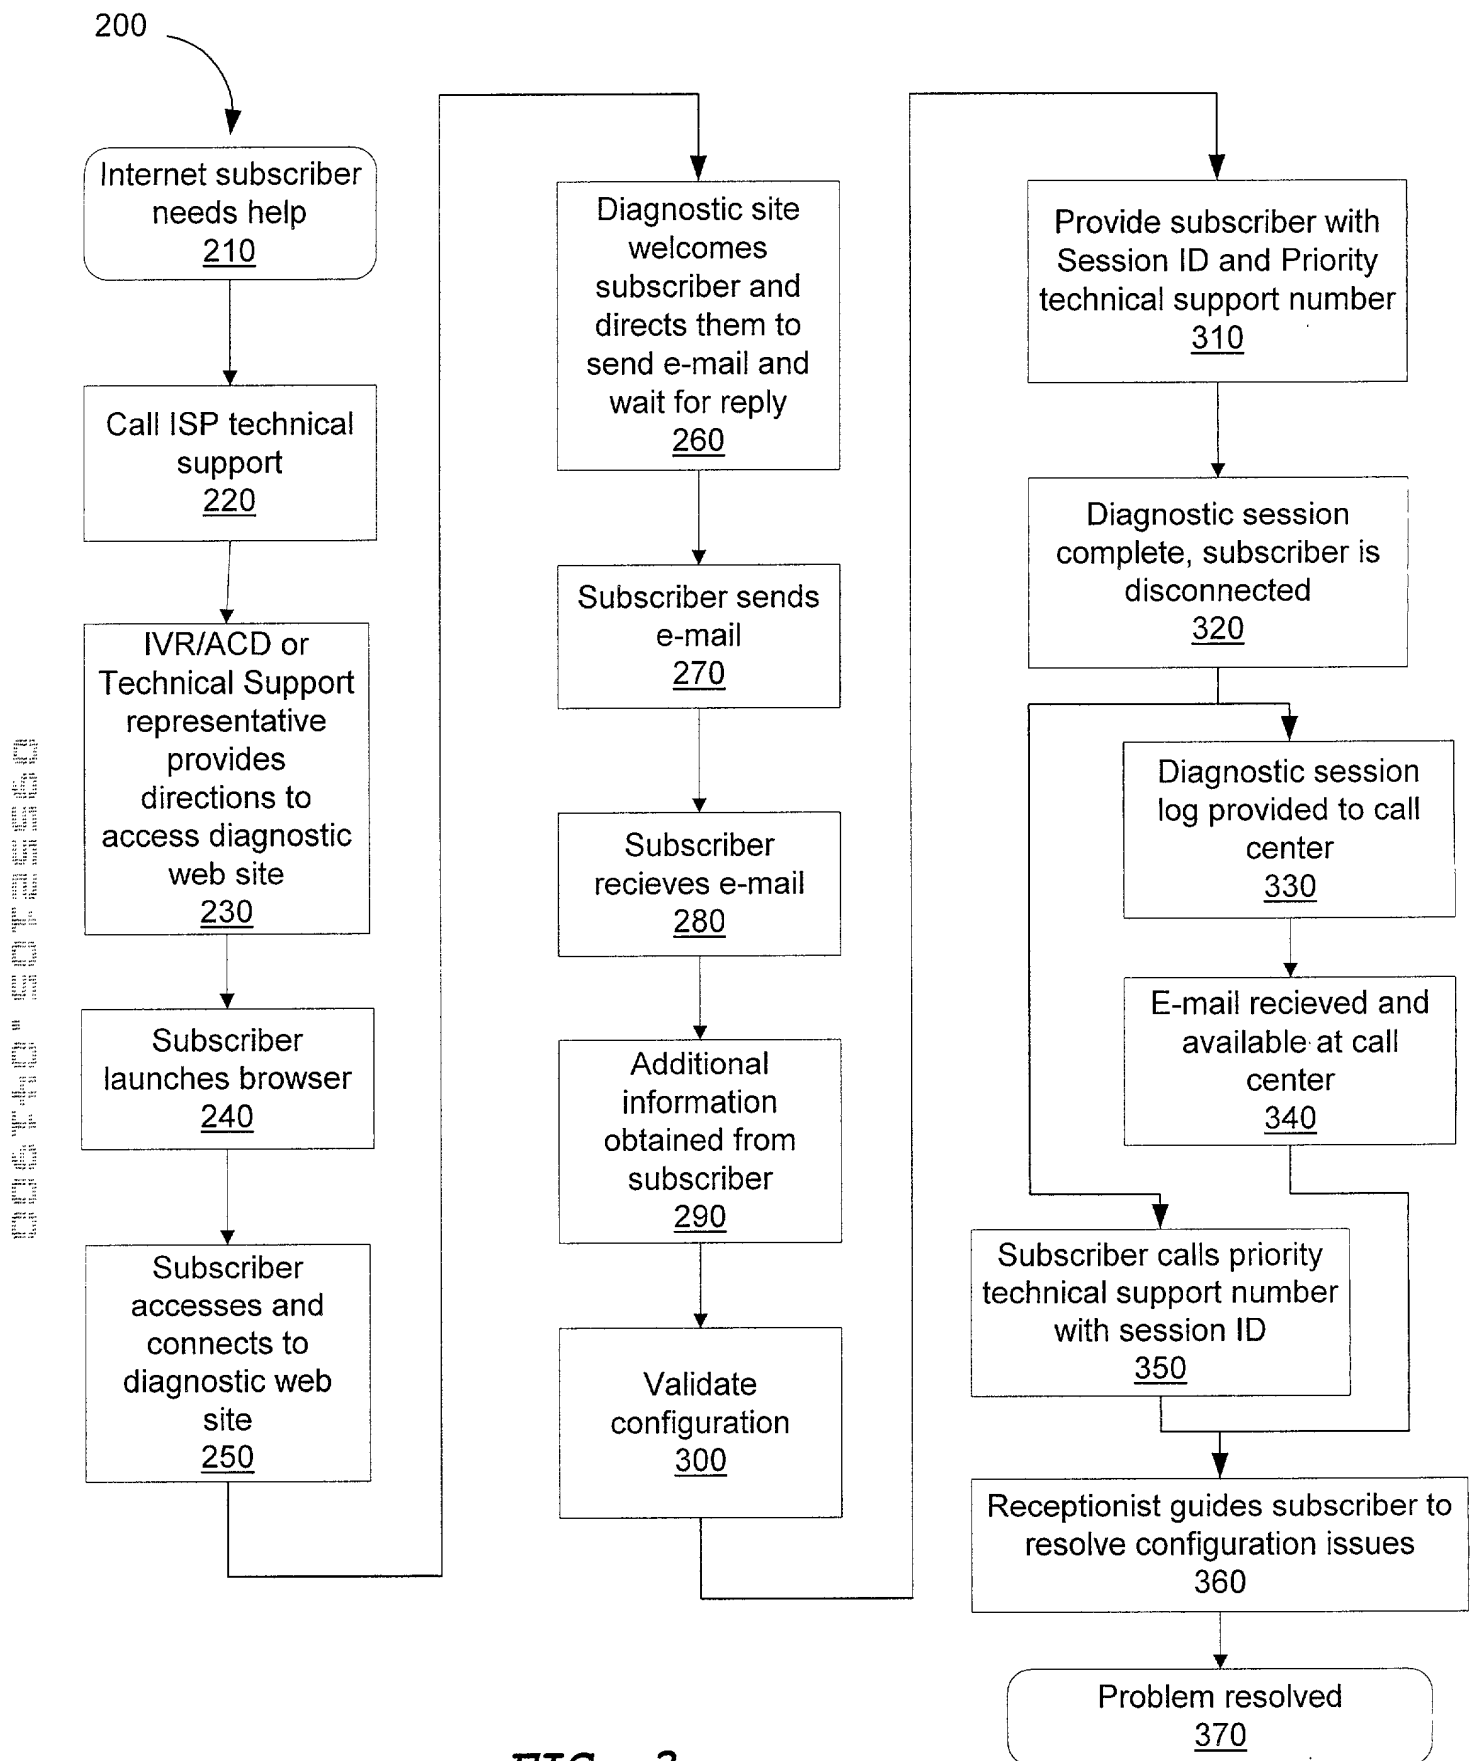 200
Internet subscriber
needs help
210
Call ISP technical
support
220
IVR/ACD or
Technical Support
representative
provides
directions to
access diagnostic
web site
230
Subscriber
launches browser
240
Subscriber
accesses and
connects to
diagnostic web
site
250
Diagnostic site
welcomes
subscriber and
directs them to
send e-mail and
wait for reply
260
Subscriber sends
e-mail
270
Subscriber
recieves e-mail
280
Additional
information
obtained from
subscriber
290
Validate
configuration
300
Provide subscriber with
Session ID and Priority
technical support number
310
Diagnostic session
complete, subscriber is
disconnected
320
Diagnostic session
log provided to call
center
330
E-mail recieved and
available at call
center
340
Subscriber calls priority
technical support number
with session ID
350
Receptionist guides subscriber to
resolve configuration issues
360
Problem resolved
370